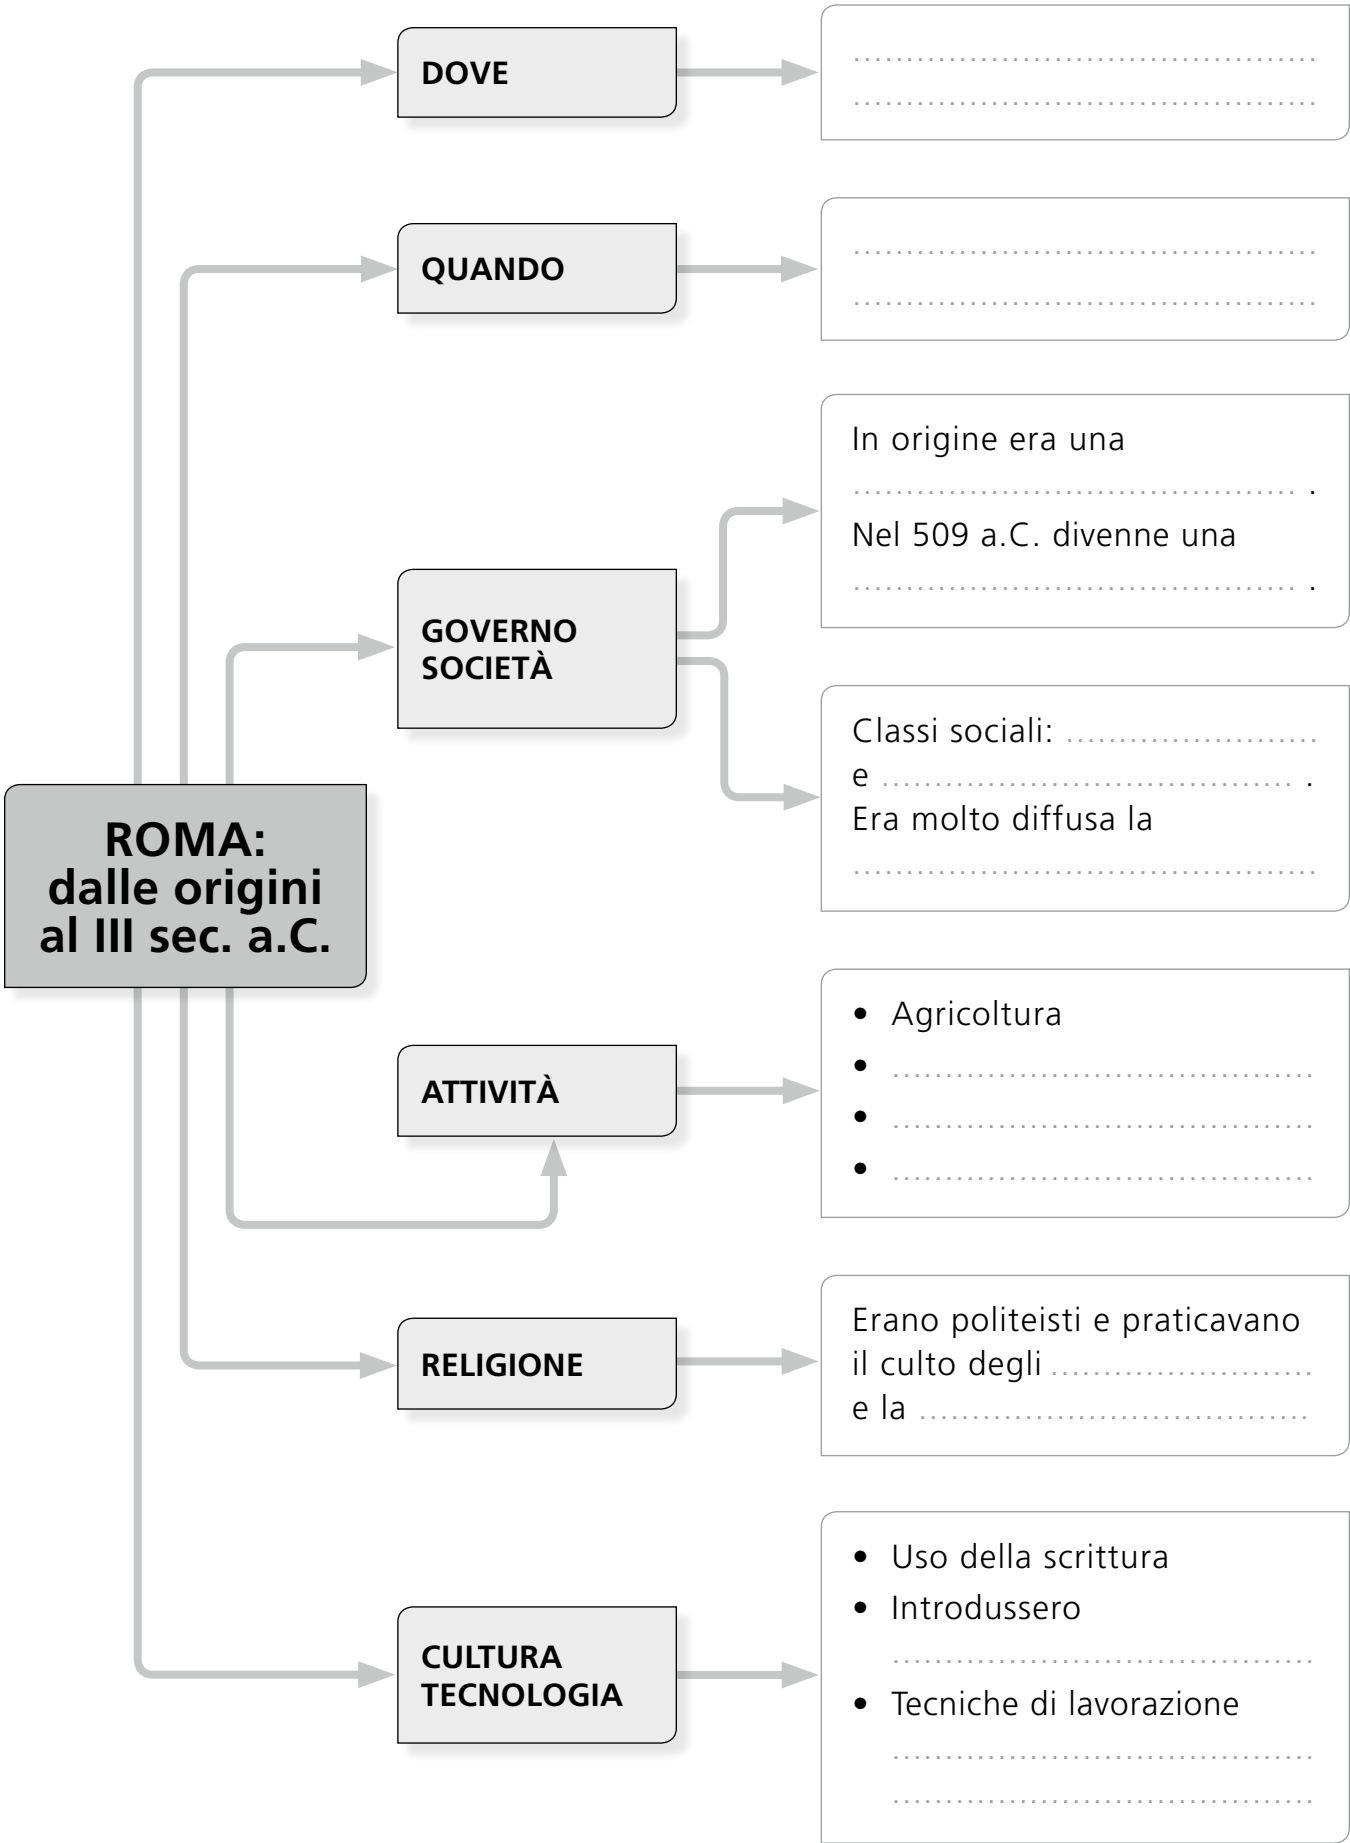 DOVE
QUANDO
In origine era una
.
Nel 509 a.C. divenne una
.
GOVERNO
SOCIETÀ
Classi sociali:
e .
Era molto diffusa la
ROMA:
dalle origini
al III sec. a.C.
• Agricoltura
•
•
•
ATTIVITÀ
Erano politeisti e praticavano
il culto degli
e la
RELIGIONE
• Uso della scrittura
• Introdussero
• Tecniche di lavorazione
CULTURA
TECNOLOGIA